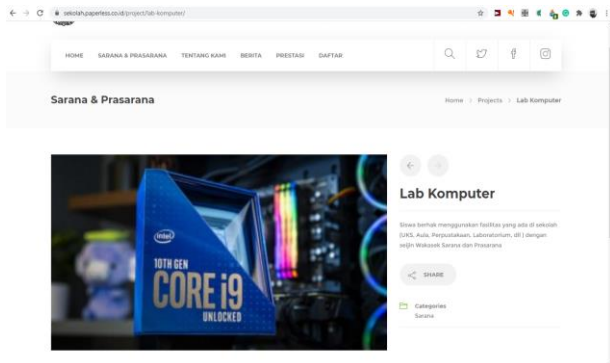 sekolah.paperless.co.id/project/lab-komputer/
HOME SARANA & PRASARANA TENTANG KAMI BERITA PRESTASI DAFTAR
Sarana & Prasarana
Home Projects Lab Komputer
intel
10TH GEN
CORE i9
UNLOCKED
Lab Komputer
Siswa berhak menggunakan fasilitas yang ada di sekolah
(UKS, Aula, Perpustakaan, Laboratorium, dll ) dengan
seijin Wakasek Sarana dan Prasarana
SHARE
Categories
Sarana